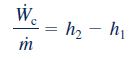 Ẇc / ṁ = h₂ − h₁